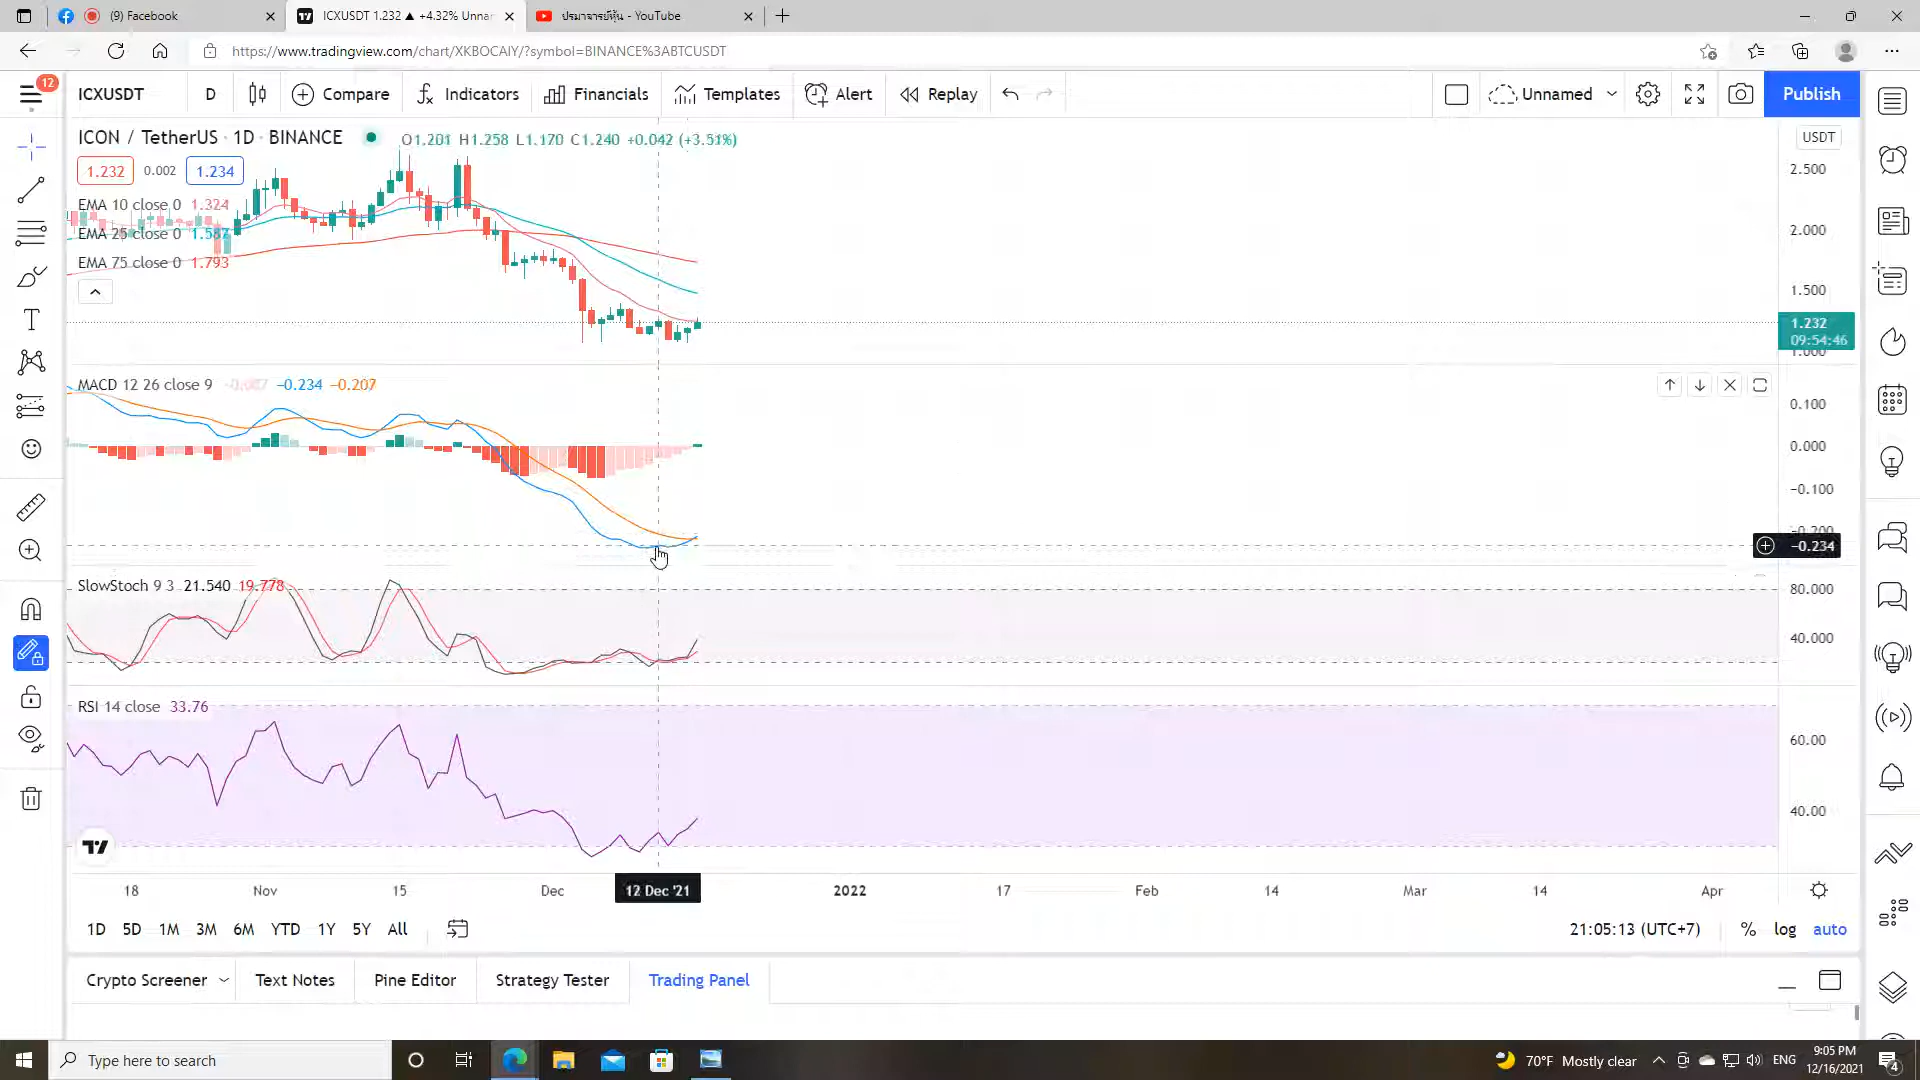 (9) Facebook
ICXUSDT 1.232 ▲ +4.32% Unnar
ปรมาจารย์หุ้น - YouTube
https://www.tradingview.com/chart/XKBOCAIY/?symbol=BINANCE%3ABTCUSDT
12
ICXUSDT D Compare Indicators Financials Templates Alert Replay Unnamed Publish
ICON / TetherUS · 1D · BINANCE O1.201 H1.258 L1.170 C1.240 +0.042 (+3.51%)
USDT
1.232 0.002 1.234
EMA 10 close 0 1.324
EMA 25 close 0
EMA 75 close 0 1.793
2.500
2.000
1.500
1.232
09:54:46
1.000
MACD 12 26 close 9 −0.234 −0.207
0.100
0.000
−0.100
−0.200
−0.234
SlowStoch 9 3 21.540 19.778
80.000
40.000
RSI 14 close 33.76
60.00
40.00
18 Nov 15 Dec 12 Dec '21 2022 17 Feb 14 Mar 14 Apr
1D 5D 1M 3M 6M YTD 1Y 5Y All 21:05:13 (UTC+7) % log auto
Crypto Screener Text Notes Pine Editor Strategy Tester Trading Panel
Type here to search 70°F Mostly clear ENG 9:05 PM
12/16/2021
4